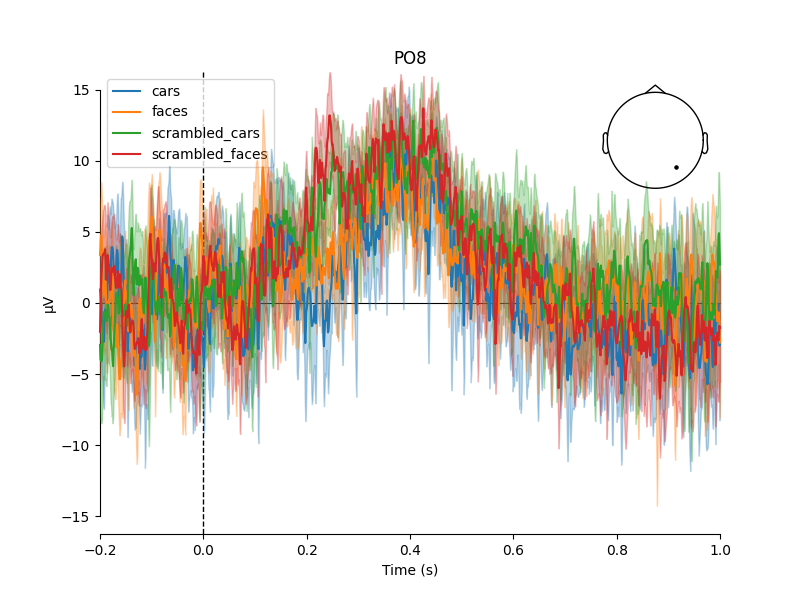 PO8
15
10
5
0
−5
−10
−15
µV
cars
faces
scrambled_cars
scrambled_faces
−0.2
0.0
0.2
0.4
0.6
0.8
1.0
Time (s)